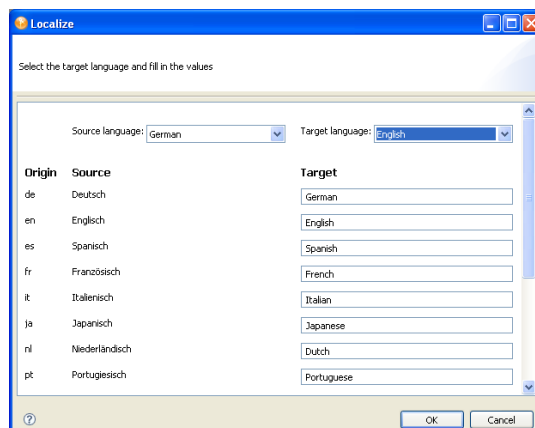 Localize
Select the target language and fill in the values
Source language: German Target language: English
Origin Source Target
de Deutsch German
en Englisch English
es Spanisch Spanish
fr Französisch French
it Italienisch Italian
ja Japanisch Japanese
nl Niederländisch Dutch
pt Portugiesisch Portuguese
? OK Cancel